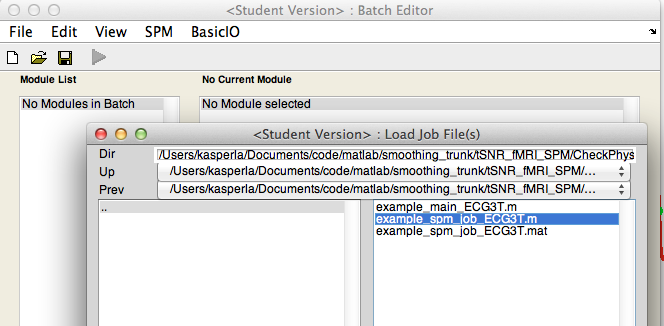 <Student Version> : Batch Editor
File Edit View SPM BasicIO
Module List No Current Module
No Modules in Batch No Module selected
<Student Version> : Load Job File(s)
Dir /Users/kasperla/Documents/code/matlab/smoothing_trunk/tSNR_fMRI_SPM/CheckPhys
Up /Users/kasperla/Documents/code/matlab/smoothing_trunk/tSNR_fMRI_SPM/...
Prev /Users/kasperla/Documents/code/matlab/smoothing_trunk/tSNR_fMRI_SPM/...
.. example_main_ECG3T.m
example_spm_job_ECG3T.m
example_spm_job_ECG3T.mat